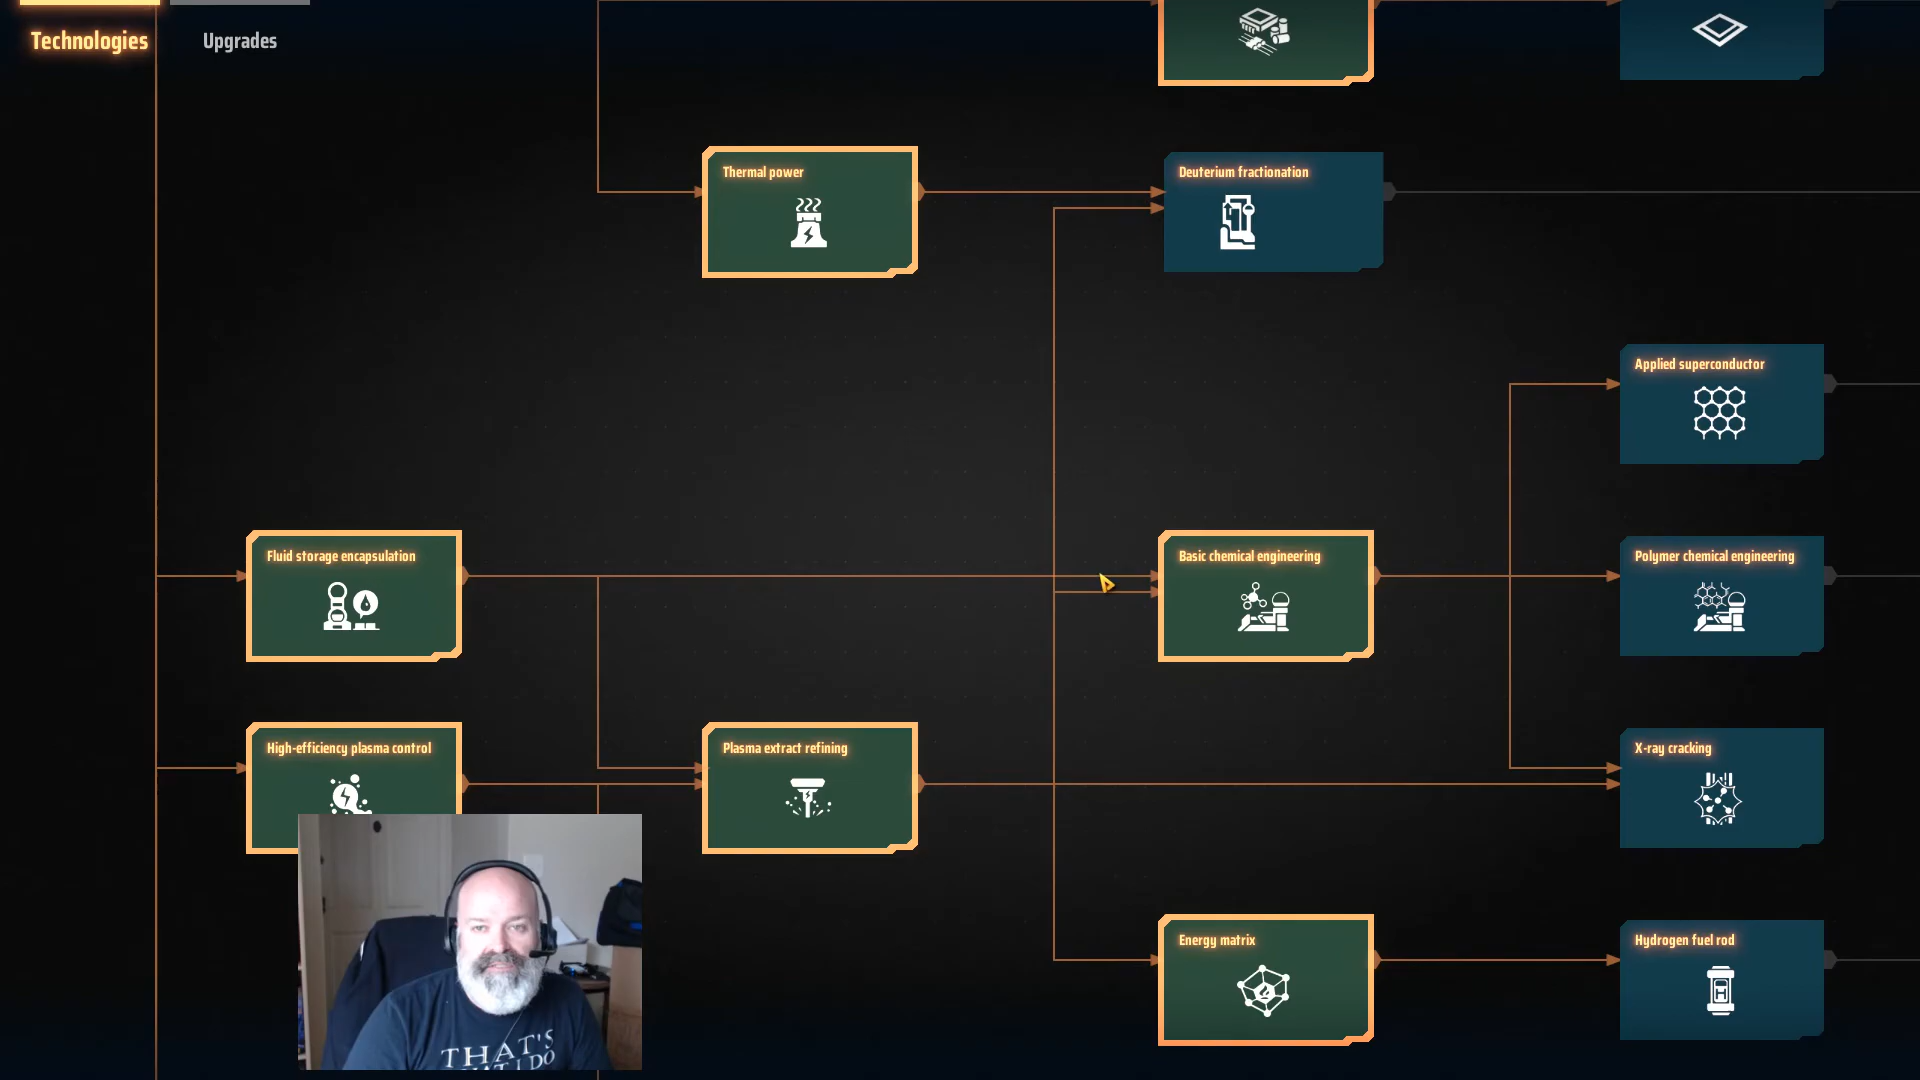 Technologies
Upgrades
Thermal power
Deuterium fractionation
Applied superconductor
Fluid storage encapsulation
Basic chemical engineering
Polymer chemical engineering
High-efficiency plasma control
Plasma extract refining
X-ray cracking
Energy matrix
Hydrogen fuel rod
THAT'S
I DO